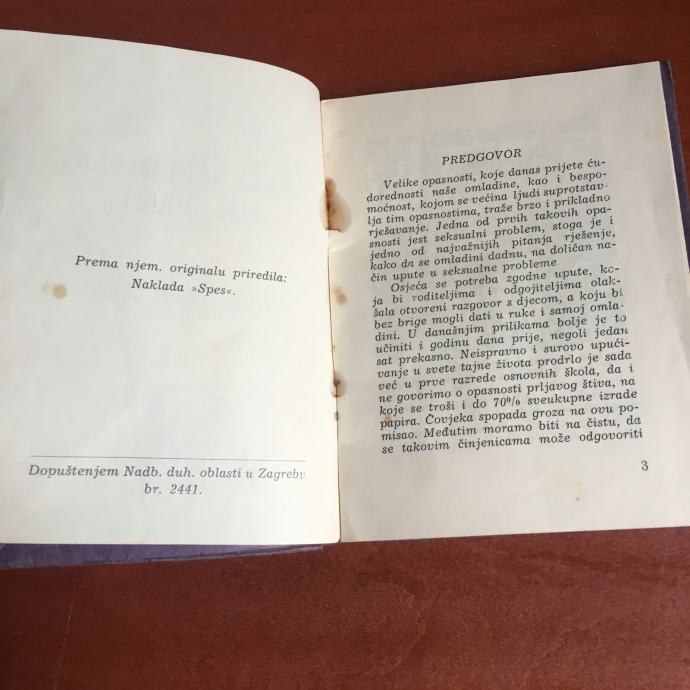 Prema njem. originalu priredila:
Naklada »Spes«.
Dopuštenjem Nadb. duh. oblasti u Zagrebu
br. 2441.
PREDGOVOR
Velike opasnosti, koje danas prijete ću-
dorednosti naše omladine, kao i bespo-
moćnost, kojom se većina ljudi suprotstav-
lja tim opasnostima, traže brzo i prikladno
rješavanje. Jedna od prvih takovih opa-
snosti jest seksualni problem, stoga je i
jedno od najvažnijih pitanja rješenje,
kako da se omladini dadnu, na doličan na-
čin upute u seksualne probleme
Osjeća se potreba zgodne upute, ko-
ja bi roditeljima i odgojiteljima olak-
šala otvoreni razgovor s djecom, a koju bi
bez brige mogli dati u ruke i samoj omla-
dini. U današnjim prilikama bolje je to
učiniti i godinu dana prije, negoli jedan
sat prekasno. Neispravno i surovo upući-
vanje u svete tajne života prodrlo je sada
već u prve razrede osnovnih škola, da i
ne govorimo o opasnosti prljavog štiva, na
koje se troši i do 70% sveukupne izrade
papira. Čovjeka spopada groza na ovu po-
misao. Međutim moramo biti na čistu, da
se takovim činjenicama može odgovoriti
3